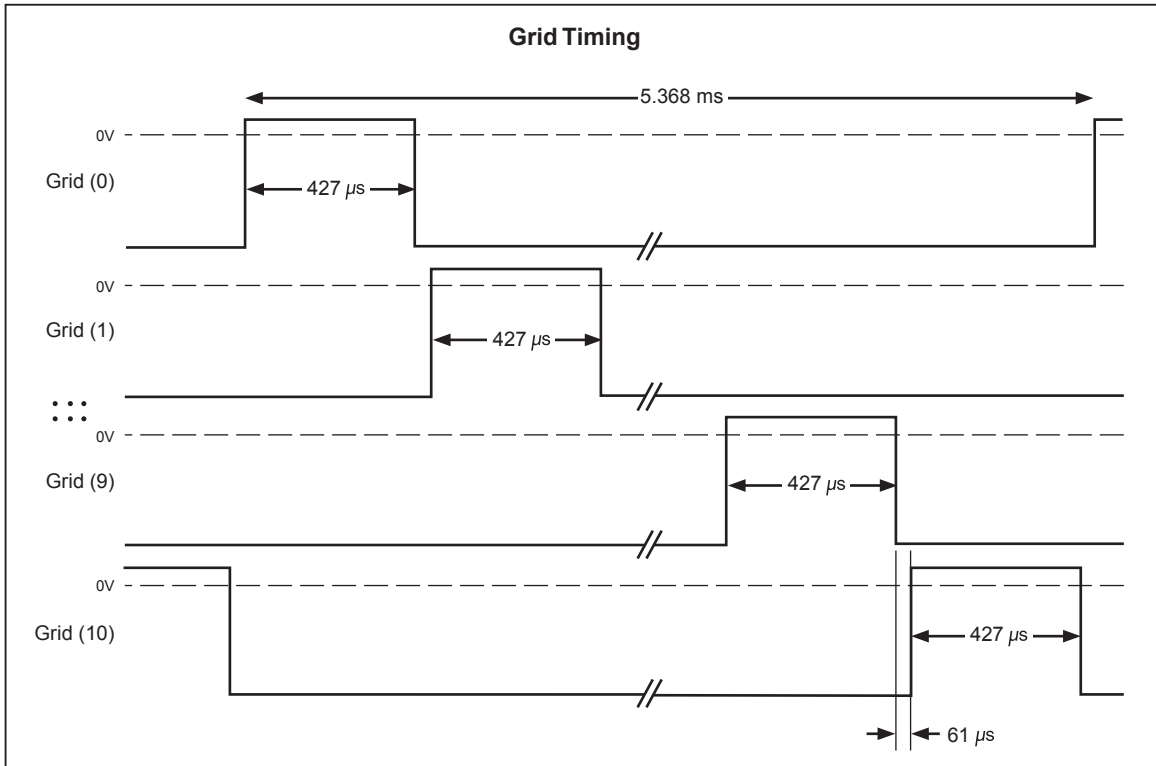 Grid Timing
5.368 ms
0V
Grid (0)
427 µs
0V
Grid (1)
427 µs
0V
Grid (9)
427 µs
0V
Grid (10)
427 µs
61 µs